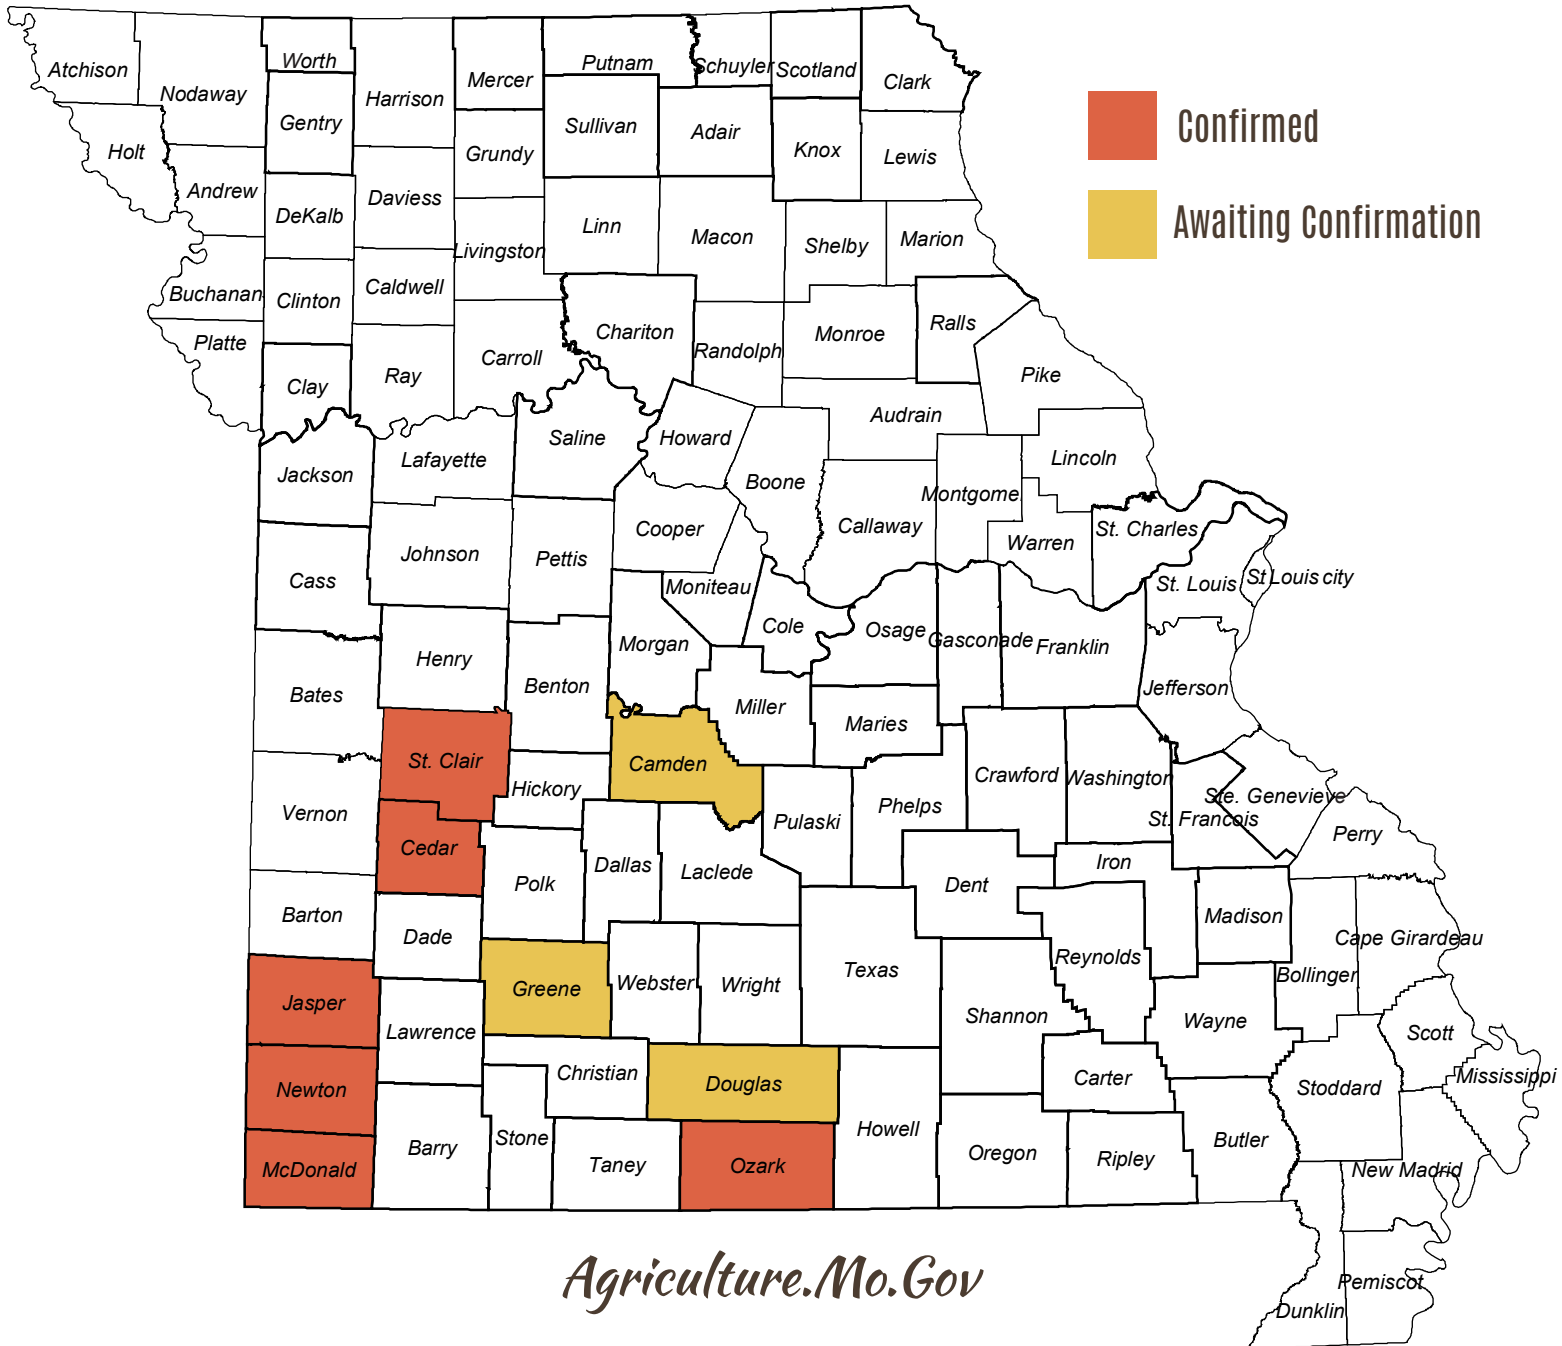 Atchison
Nodaway
Worth
Harrison
Mercer
Putnam
Schuyler
Scotland
Clark
Gentry
Sullivan
Adair
Knox
Lewis
Holt
Andrew
DeKalb
Daviess
Grundy
Linn
Macon
Shelby
Marion
Livingston
Buchanan
Clinton
Caldwell
Chariton
Randolph
Monroe
Ralls
Platte
Clay
Ray
Carroll
Pike
Audrain
Saline
Howard
Boone
Lincoln
Jackson
Lafayette
Montgome
Callaway
Cooper
St. Charles
Warren
Johnson
Pettis
Cass
Moniteau
St. Louis
St Louis city
Cole
Osage
Gasconade
Franklin
Morgan
Henry
Benton
Bates
Miller
Maries
Jefferson
St. Clair
Camden
Hickory
Crawford
Washington
Ste. Genevieve
St. Francois
Vernon
Phelps
Pulaski
Perry
Cedar
Polk
Dallas
Laclede
Dent
Iron
Madison
Barton
Dade
Cape Girardeau
Reynolds
Bollinger
Texas
Greene
Webster
Wright
Jasper
Lawrence
Shannon
Wayne
Scott
Christian
Douglas
Carter
Stoddard
Mississippi
Newton
Howell
Barry
Stone
Taney
Ozark
Oregon
Ripley
Butler
McDonald
New Madrid
Pemiscot
Dunklin
Confirmed
Awaiting Confirmation
Agriculture.Mo.Gov